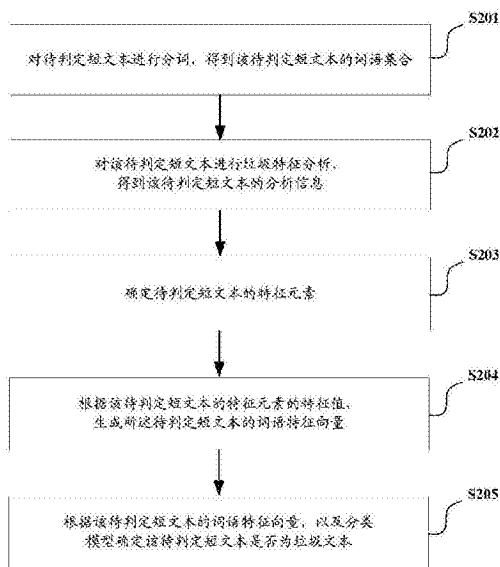 S201
对待判定短文本进行分词，得到该待判定短文本的词语集合
S202
对该待判定短文本进行垃圾特征分析，
得到该待判定短文本的分析信息
S203
确定待判定短文本的特征元素
S204
根据该待判定短文本的特征元素的特征值，
生成所述待判定短文本的词语特征向量
S205
根据该待判定短文本的词语特征向量，以及分类
模型确定该待判定短文本是否为垃圾文本